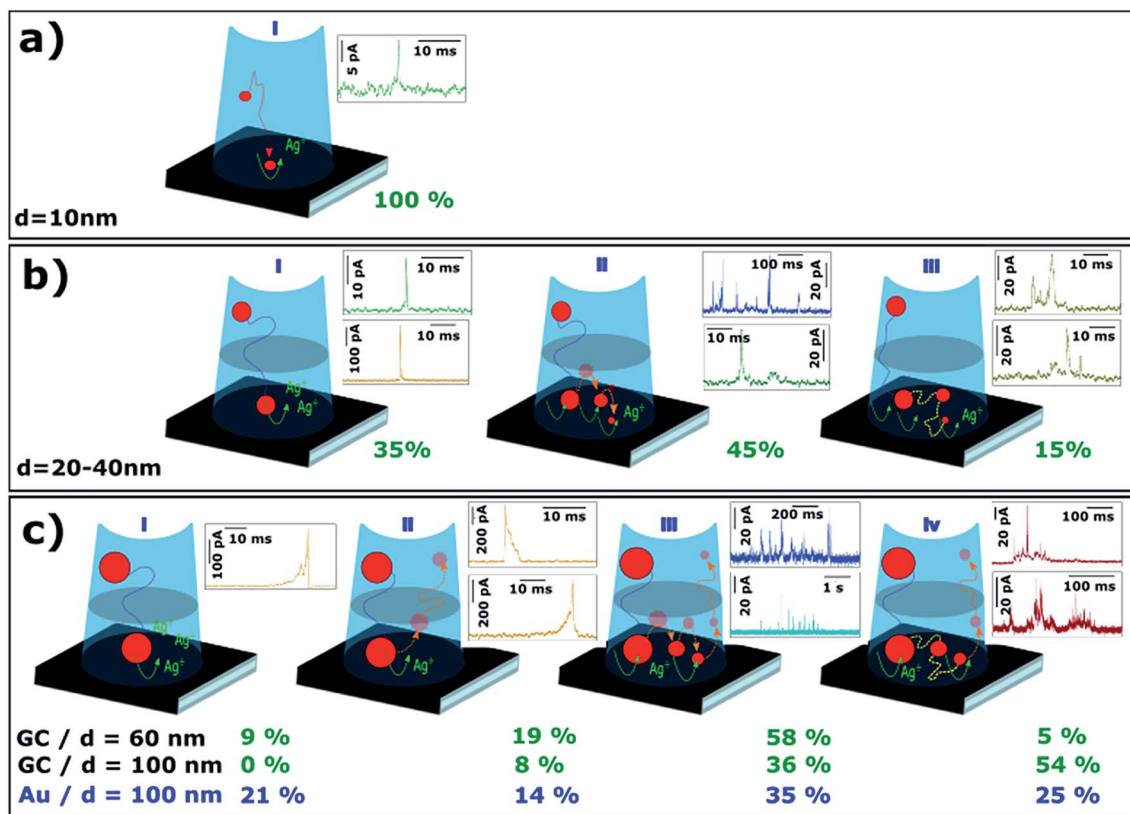 a)
I
5 pA
10 ms
Ag+
100 %
d=10nm
b)
I
10 pA
10 ms
100 pA
10 ms
Ag+
Ag+
Ag+
35%
II
100 ms
20 pA
10 ms
20 pA
Ag+
45%
III
20 pA
10 ms
20 pA
10 ms
Ag+
15%
d=20-40nm
c)
I
10 ms
100 pA
Ag+
Ag+
Ag+
II
200 pA
10 ms
200 pA
10 ms
Ag+
III
20 pA
200 ms
20 pA
1 s
Ag+
Iv
20 pA
100 ms
20 pA
100 ms
Ag+
GC / d = 60 nm 9 % 19 % 58 % 5 %
GC / d = 100 nm 0 % 8 % 36 % 54 %
Au / d = 100 nm 21 % 14 % 35 % 25 %